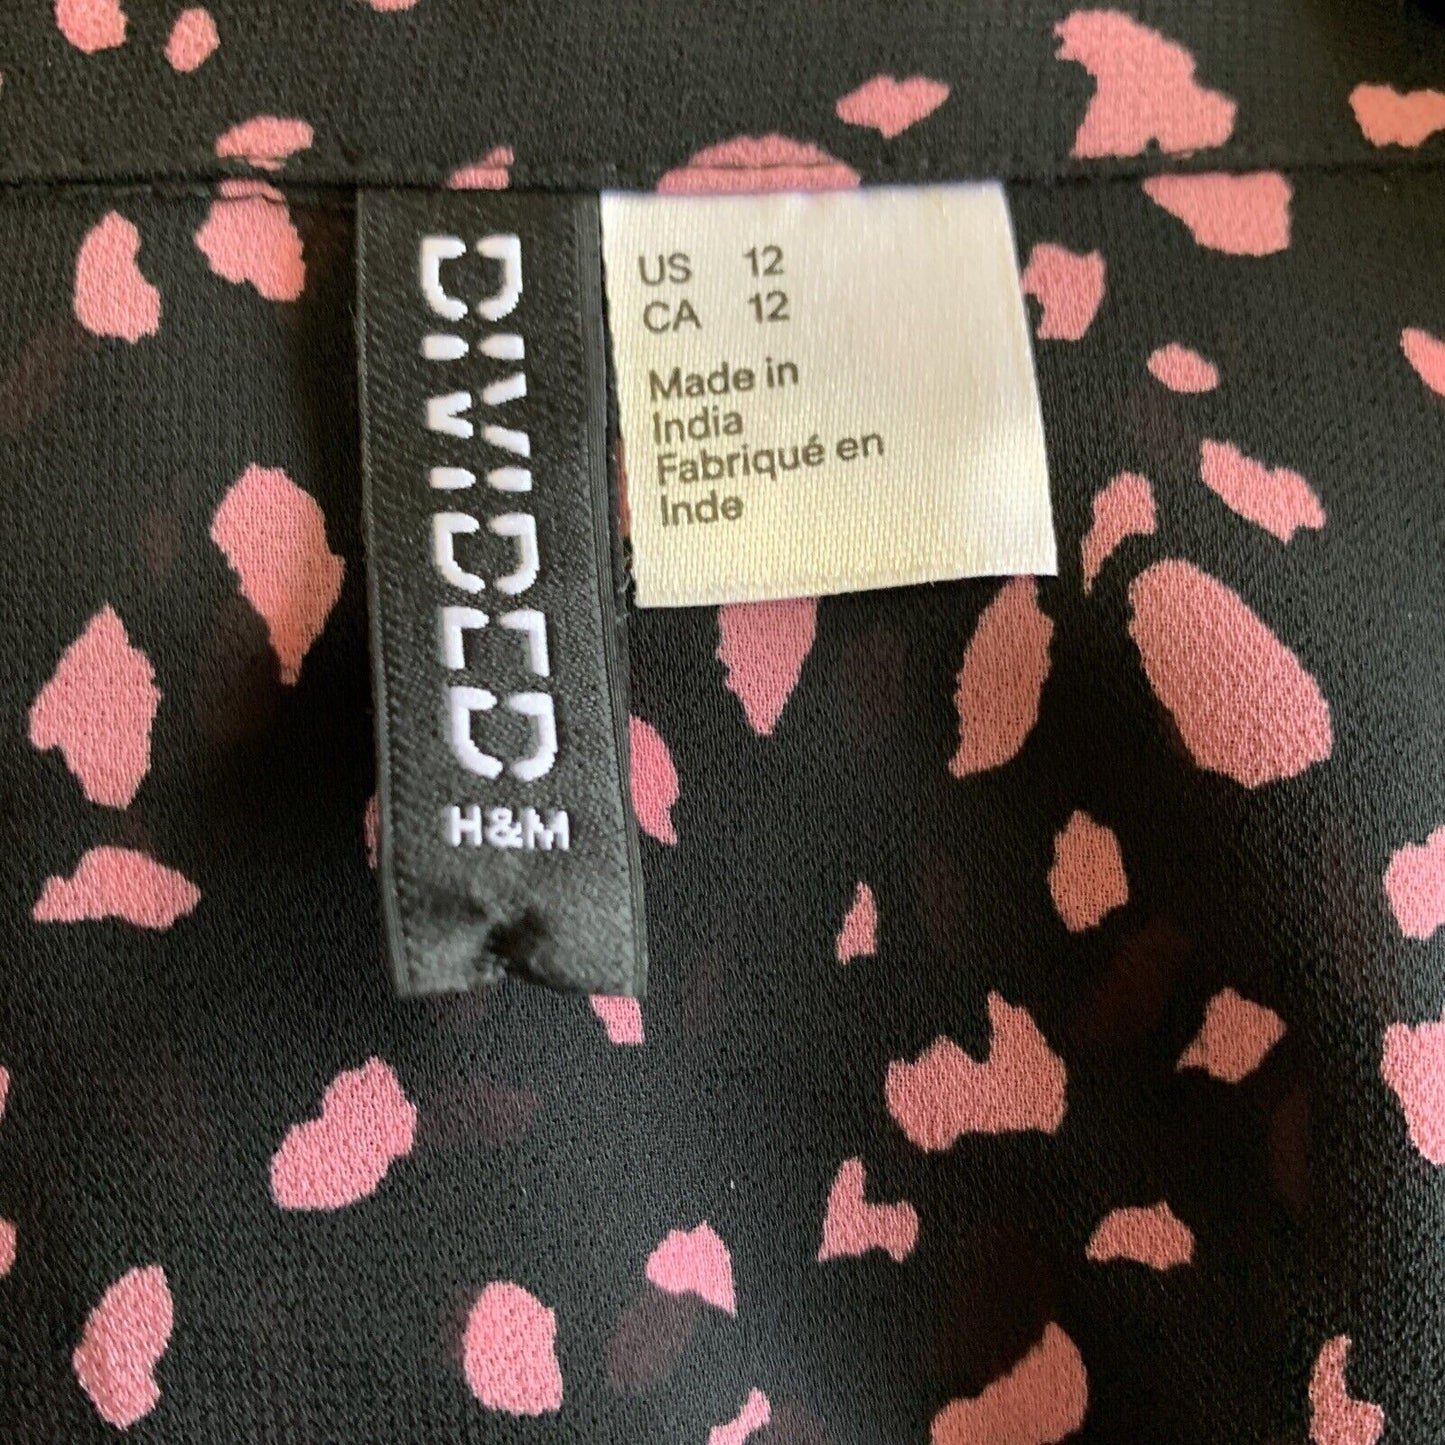 DIVIDED
H&M
US 12
CA 12
Made in
India
Fabriqué en
Inde